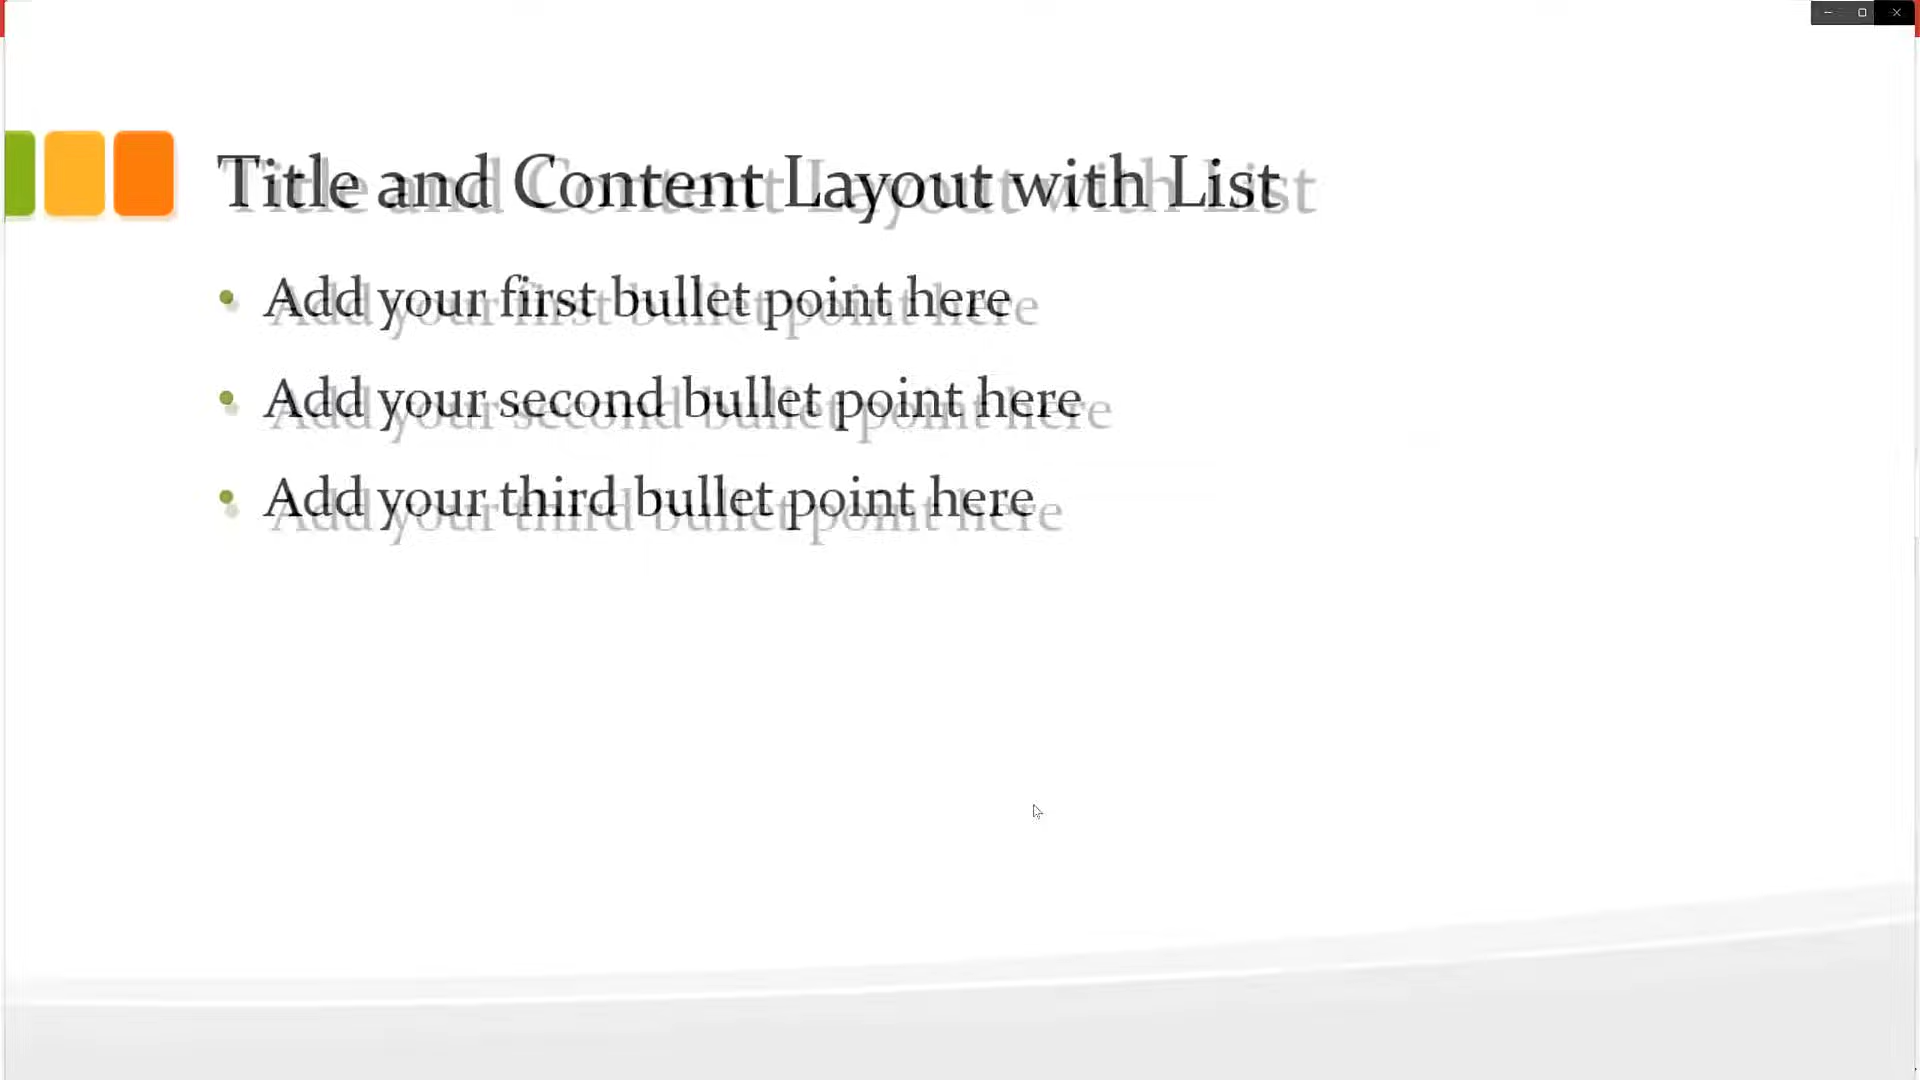 Title and Content Layout with List
• Add your first bullet point here
• Add your second bullet point here
• Add your third bullet point here